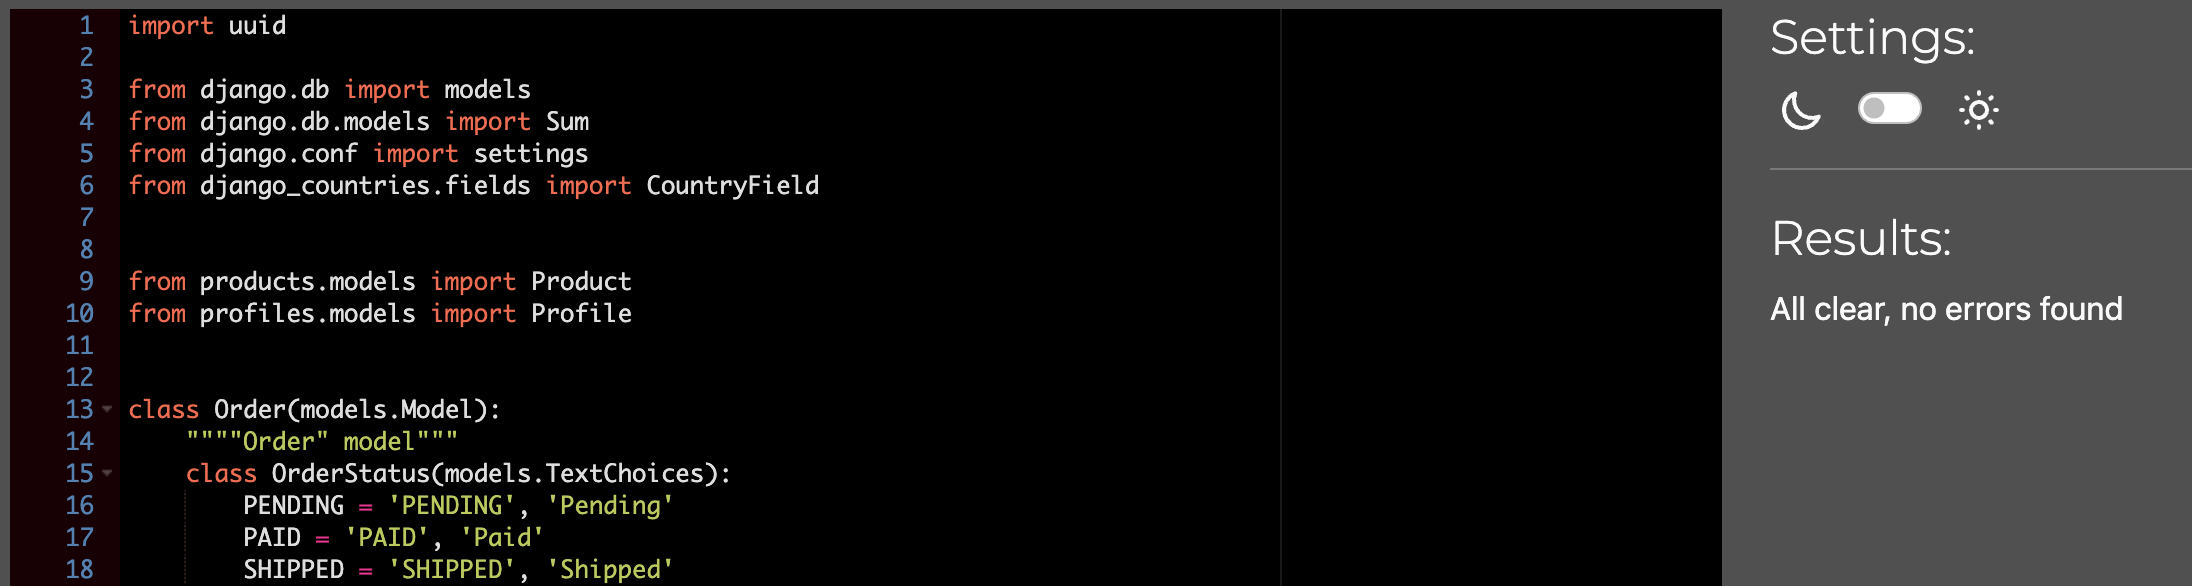 1 import uuid
2
3 from django.db import models
4 from django.db.models import Sum
5 from django.conf import settings
6 from django_countries.fields import CountryField
7
8
9 from products.models import Product
10 from profiles.models import Profile
11
12
13 class Order(models.Model):
14     """"Order" model"""
15     class OrderStatus(models.TextChoices):
16         PENDING = 'PENDING', 'Pending'
17         PAID = 'PAID', 'Paid'
18         SHIPPED = 'SHIPPED', 'Shipped'
Settings:
Results:
All clear, no errors found